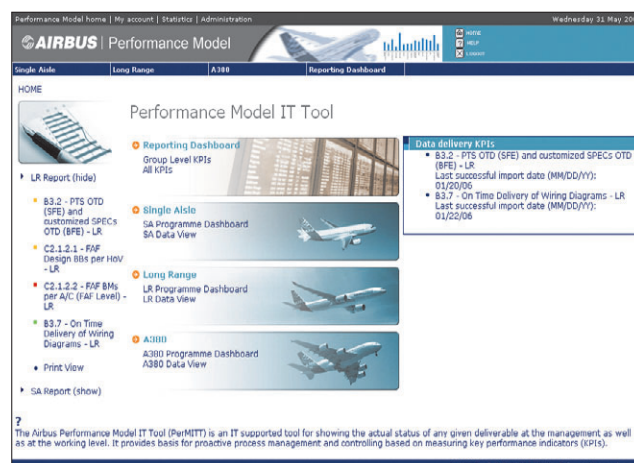 Performance Model home | My account | Statistics | Administration
Wednesday 31 May 20
AIRBUS | Performance Model
HOME
HELP
LOGOUT
Single Aisle Long Range A380 Reporting Dashboard
HOME
Performance Model IT Tool
LR Report (hide)
B3.2 - PTS OTD
(SFE) and
customized SPECs
OTD (BFE) - LR
C2.1.2.1 - FAF
Design BBs per HoV
- LR
C2.1.2.2 - FAF BMs
per A/C (FAF Level) -
LR
B3.7 - On Time
Delivery of Wiring
Diagrams - LR
Print View
SA Report (show)
Reporting Dashboard
Group Level KPIs
All KPIs
Single Aisle
SA Programme Dashboard
SA Data View
Long Range
LR Programme Dashboard
LR Data View
A380
A380 Programme Dashboard
A380 Data View
Data delivery KPIs
B3.2 - PTS OTD (SFE) and customized SPECs OTD
(BFE) - LR
Last successful import date (MM/DD/YY):
01/20/06
B3.7 - On Time Delivery of Wiring Diagrams - LR
Last successful import date (MM/DD/YY):
01/22/06
?
The Airbus Performance Model IT Tool (PerMITT) is an IT supported tool for showing the actual status of any given deliverable at the management as well
as at the working level. It provides basis for proactive process management and controlling based on measuring key performance indicators (KPIs).